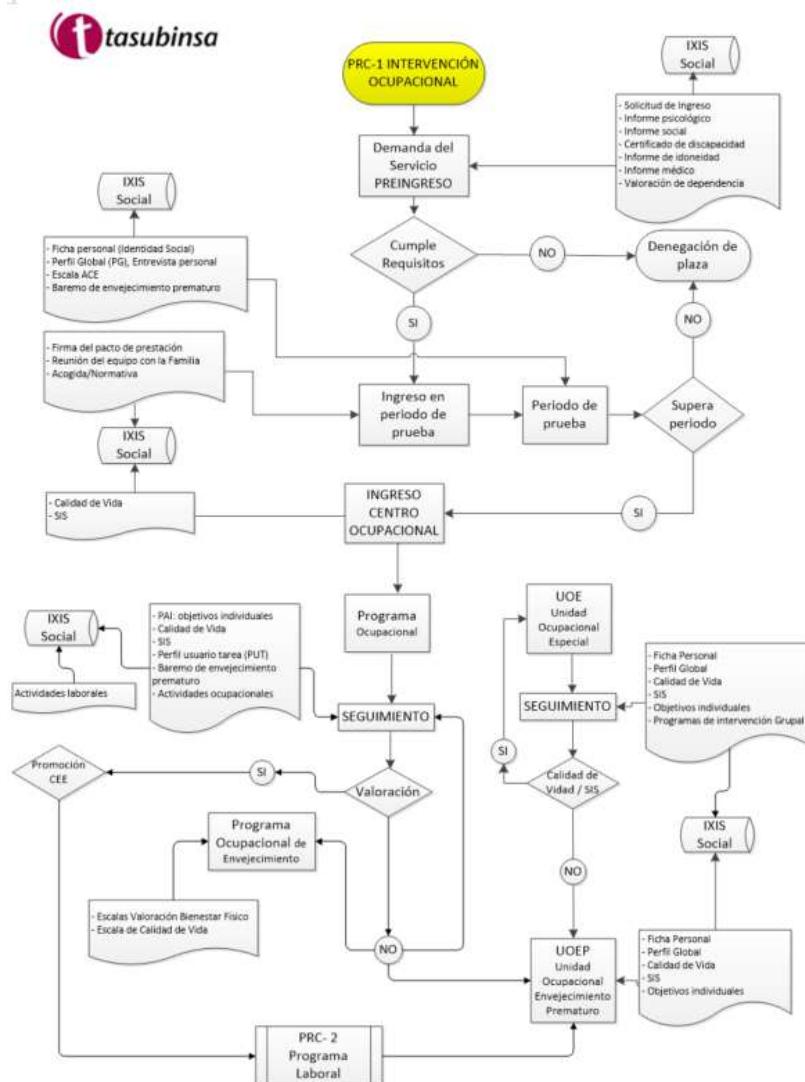 tasubinsa
PRC-1 INTERVENCIÓN
OCUPACIONAL
IXIS
Social
- Solicitud de Ingreso
- Informe psicológico
- Informe social
- Certificado de discapacidad
- Informe de idoneidad
- Informe médico
- Valoración de dependencia
Demanda del
Servicio
PREINGRESO
IXIS
Social
- Ficha personal (Identidad Social)
- Perfil Global (PG), Entrevista personal
- Escala ACE
- Baremo de envejecimiento prematuro
Cumple
Requisitos
NO
Denegación de
plaza
SI
NO
- Firma del pacto de prestación
- Reunión del equipo con la Familia
- Acogida/Normativa
Ingreso en
periodo de
prueba
Periodo de
prueba
Supera
periodo
IXIS
Social
- Calidad de Vida
- SIS
INGRESO
CENTRO
OCUPACIONAL
SI
Programa
Ocupacional
UOE
Unidad
Ocupacional
Especial
IXIS
Social
- PAI: objetivos individuales
- Calidad de Vida
- SIS
- Perfil usuario tarea (PUT)
- Baremo de envejecimiento
prematuro
- Actividades ocupacionales
Actividades laborales
SEGUIMIENTO
SEGUIMIENTO
- Ficha Personal
- Perfil Global
- Calidad de Vida
- SIS
- Objetivos individuales
- Programas de intervención Grupal
Promoción
CEE
SI
Valoración
SI
Calidad de
Vidad / SIS
Programa
Ocupacional de
Envejecimiento
IXIS
Social
NO
- Escalas Valoración Bienestar Físico
- Escala de Calidad de Vida
NO
UOEP
Unidad
Ocupacional
Envejecimiento
Prematuro
- Ficha Personal
- Perfil Global
- Calidad de Vida
- SIS
- Objetivos individuales
PRC- 2
Programa
Laboral